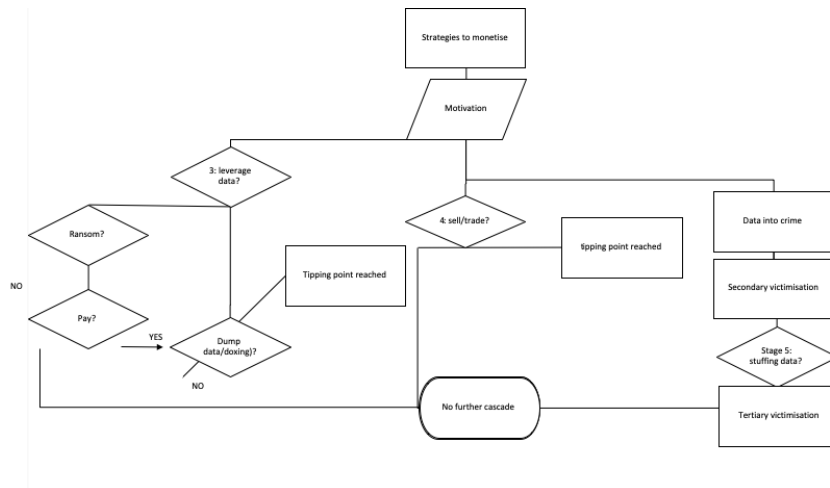 Strategies to monetise
Motivation
3: leverage
data?
Ransom?
4: sell/trade?
Data into crime
Tipping point reached
tipping point reached
NO
Pay?
Secondary victimisation
YES
Dump
data/doxing)?
Stage 5:
stuffing data?
NO
No further cascade
Tertiary victimisation